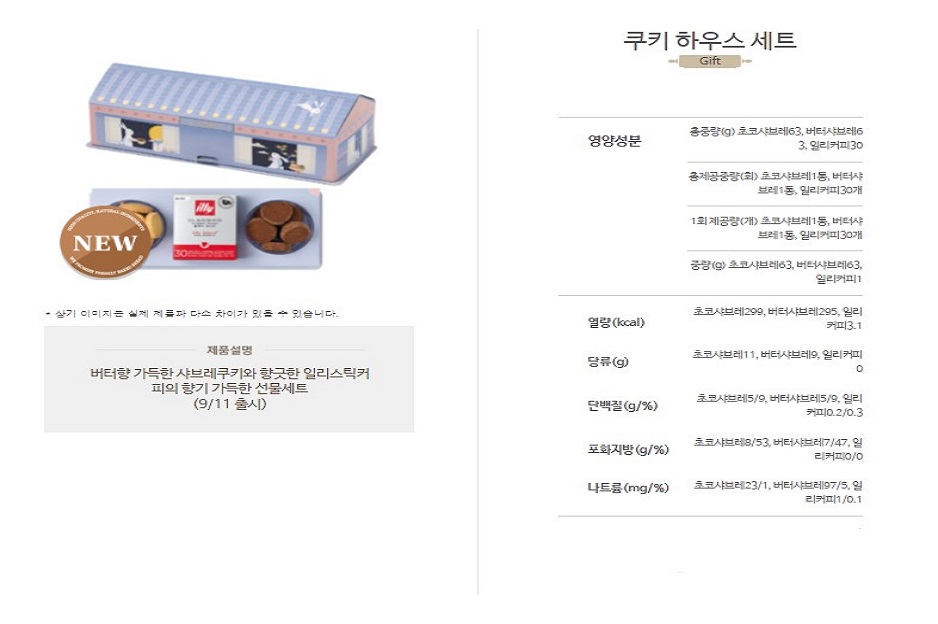 쿠키 하우스 세트
Gift
NEW
illy
30
* 상기 이미지는 실제 제품과 다소 차이가 있을 수 있습니다.
제품설명
버터향 가득한 샤브레쿠키와 향긋한 일리스틱커
피의 향기 가득한 선물세트
(9/11 출시)
영양성분
총중량(g) 초코샤브레63, 버터샤브레6
3, 일리커피30
총제공중량(회) 초코샤브레1통, 버터샤
브레1통, 일리커피30개
1회 제공량(개) 초코샤브레1통, 버터샤
브레1통, 일리커피30개
중량(g) 초코샤브레63, 버터샤브레63,
일리커피1
열량(kcal)
초코샤브레299, 버터샤브레295, 일리
커피3.1
당류(g)
초코샤브레11, 버터샤브레9, 일리커피
0
단백질(g/%)
초코샤브레5/9, 버터샤브레5/9, 일리
커피0.2/0.3
포화지방(g/%)
초코샤브레8/53, 버터샤브레7/47, 일
리커피0/0
나트륨(mg/%)
초코샤브레23/1, 버터샤브레97/5, 일
리커피1/0.1